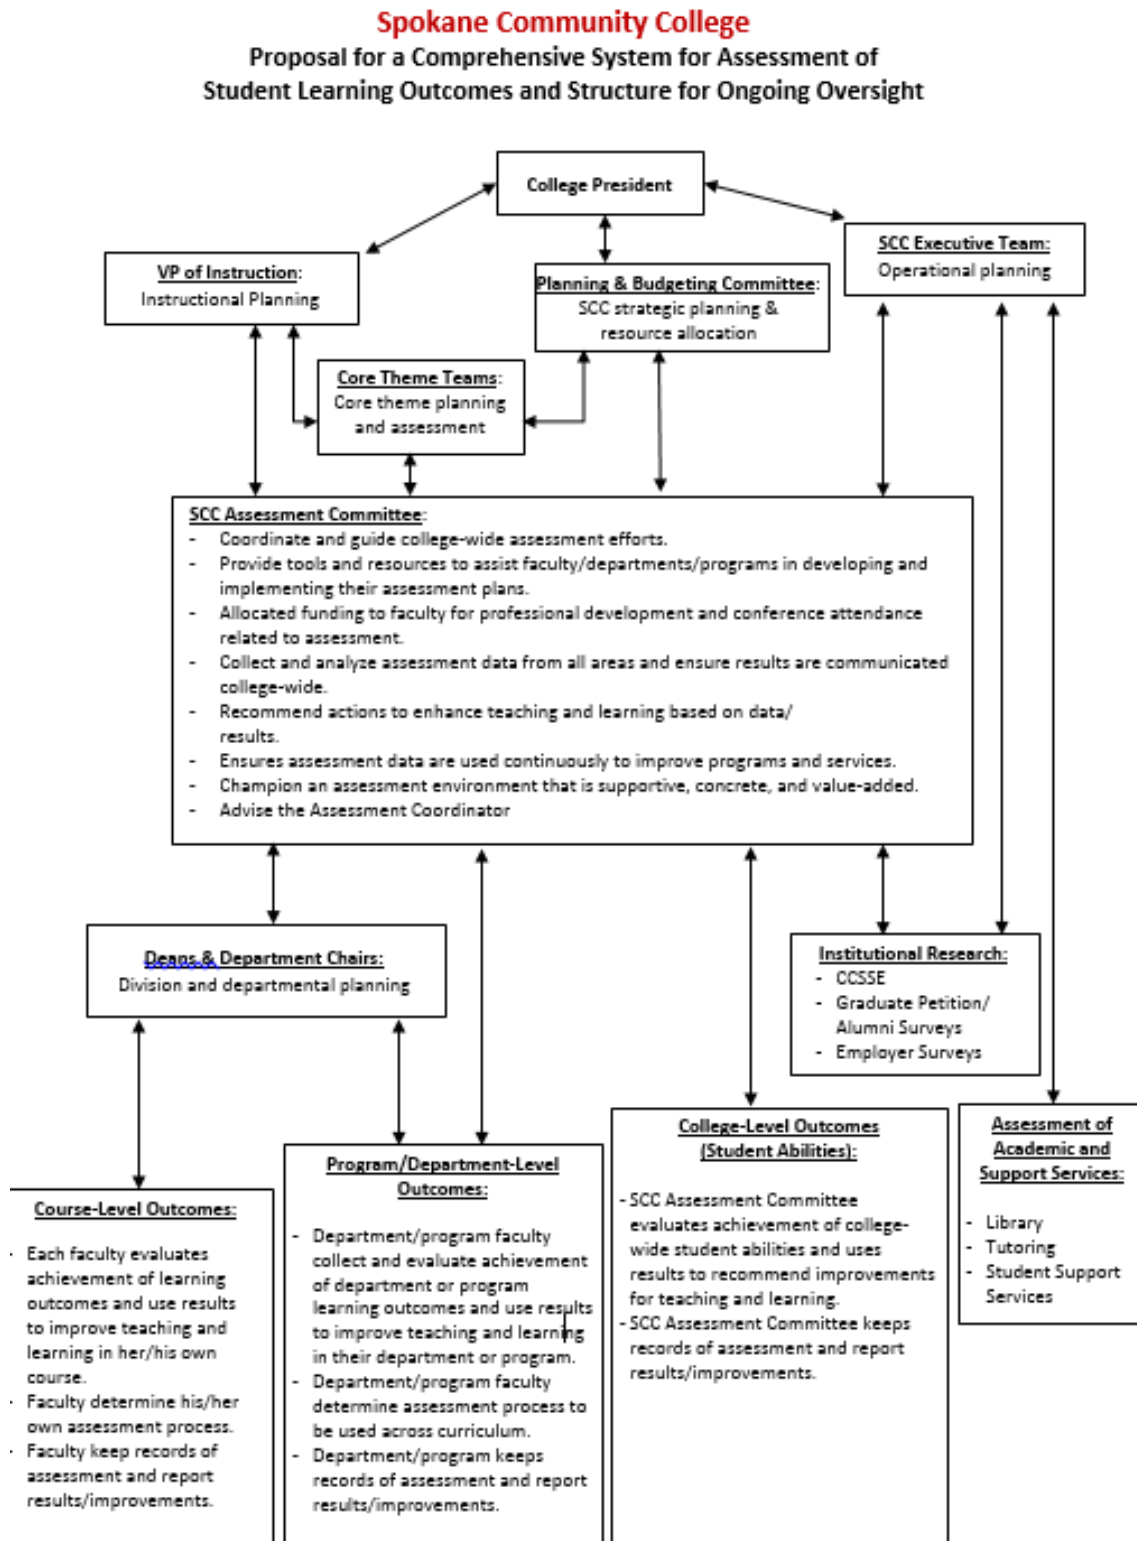 Spokane Community College
Proposal for a Comprehensive System for Assessment of
Student Learning Outcomes and Structure for Ongoing Oversight
College President
SCC Executive Team:
Operational planning
VP of Instruction:
Instructional Planning
Planning & Budgeting Committee:
SCC strategic planning &
resource allocation
Core Theme Teams:
Core theme planning
and assessment
SCC Assessment Committee:
- Coordinate and guide college-wide assessment efforts.
- Provide tools and resources to assist faculty/departments/programs in developing and
implementing their assessment plans.
- Allocated funding to faculty for professional development and conference attendance
related to assessment.
- Collect and analyze assessment data from all areas and ensure results are communicated
college-wide.
- Recommend actions to enhance teaching and learning based on data/
results.
- Ensures assessment data are used continuously to improve programs and services.
- Champion an assessment environment that is supportive, concrete, and value-added.
- Advise the Assessment Coordinator
Deans & Department Chairs:
Division and departmental planning
Institutional Research:
- CCSSE
- Graduate Petition/
Alumni Surveys
- Employer Surveys
Course-Level Outcomes:
- Each faculty evaluates
achievement of learning
outcomes and use results
to improve teaching and
learning in her/his own
course.
- Faculty determine his/her
own assessment process.
- Faculty keep records of
assessment and report
results/improvements.
Program/Department-Level
Outcomes:
- Department/program faculty
collect and evaluate achievement
of department or program
learning outcomes and use results
to improve teaching and learning
in their department or program.
- Department/program faculty
determine assessment process to
be used across curriculum.
- Department/program keeps
records of assessment and report
results/improvements.
College-Level Outcomes
(Student Abilities):
- SCC Assessment Committee
evaluates achievement of college-
wide student abilities and uses
results to recommend improvements
for teaching and learning.
- SCC Assessment Committee keeps
records of assessment and report
results/improvements.
Assessment of
Academic and
Support Services:
- Library
- Tutoring
- Student Support
Services